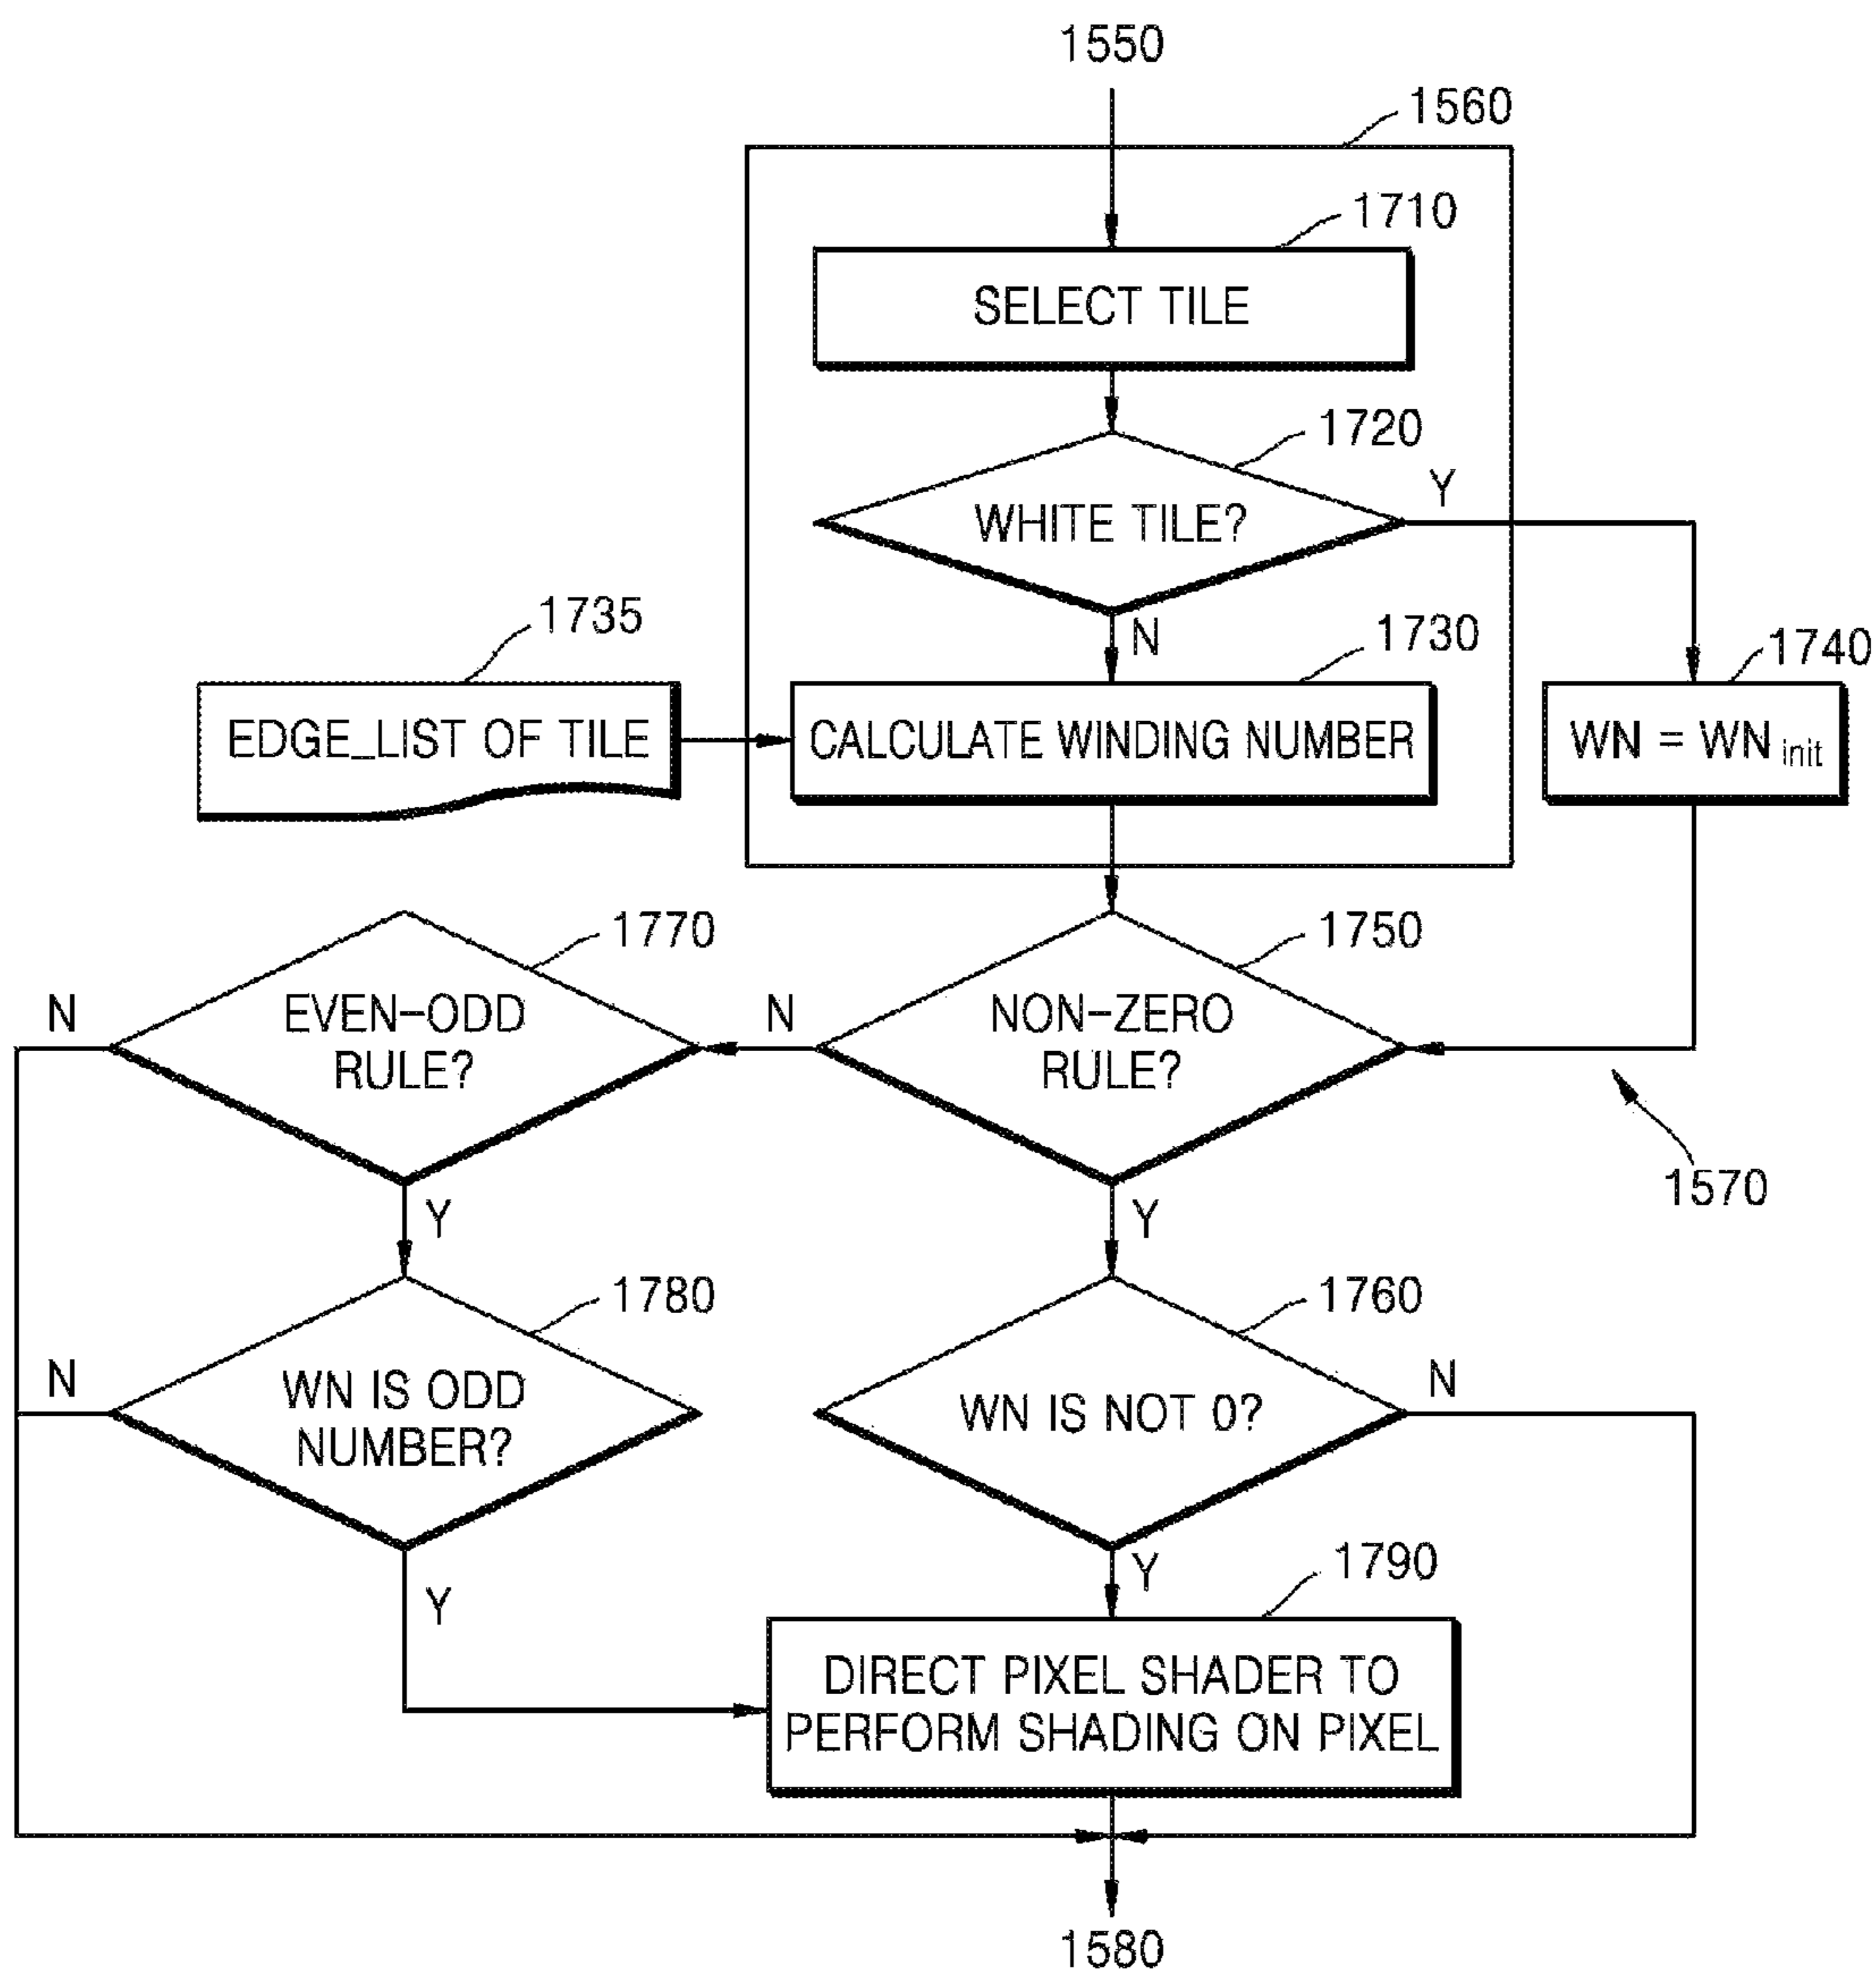 1550
1560
1710
SELECT TILE
1720
WHITE TILE?
Y
N
1735
1730
1740
EDGE_LIST OF TILE
CALCULATE WINDING NUMBER
WN = WN init
1770
1750
N
EVEN-ODD
RULE?
N
NON-ZERO
RULE?
1570
Y
Y
1780
1760
N
WN IS ODD
NUMBER?
WN IS NOT 0?
N
Y
Y
1790
DIRECT PIXEL SHADER TO
PERFORM SHADING ON PIXEL
1580